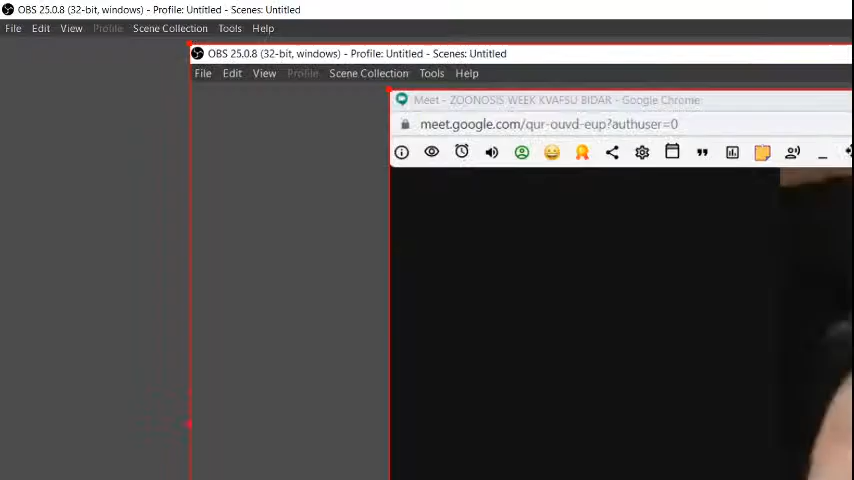 OBS 25.0.8 (32-bit, windows) - Profile: Untitled - Scenes: Untitled
File Edit View Profile Scene Collection Tools Help
OBS 25.0.8 (32-bit, windows) - Profile: Untitled - Scenes: Untitled
File Edit View Profile Scene Collection Tools Help
Meet - ZOONOSIS WEEK KVAFSU BIDAR - Google Chrome
meet.google.com/qur-ouvd-eup?authuser=0